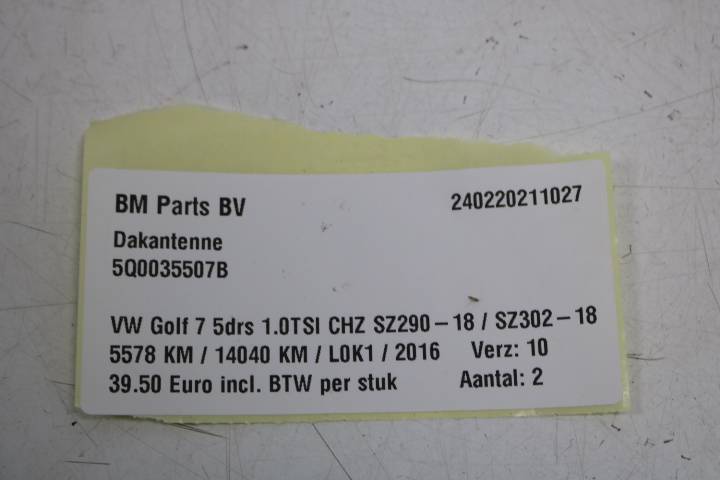 BM Parts BV 240220211027
Dakantenne
5Q0035507B
VW Golf 7 5drs 1.0TSI CHZ SZ290-18 / SZ302-18
5578 KM / 14040 KM / L0K1 / 2016 Verz: 10
39.50 Euro incl. BTW per stuk Aantal: 2